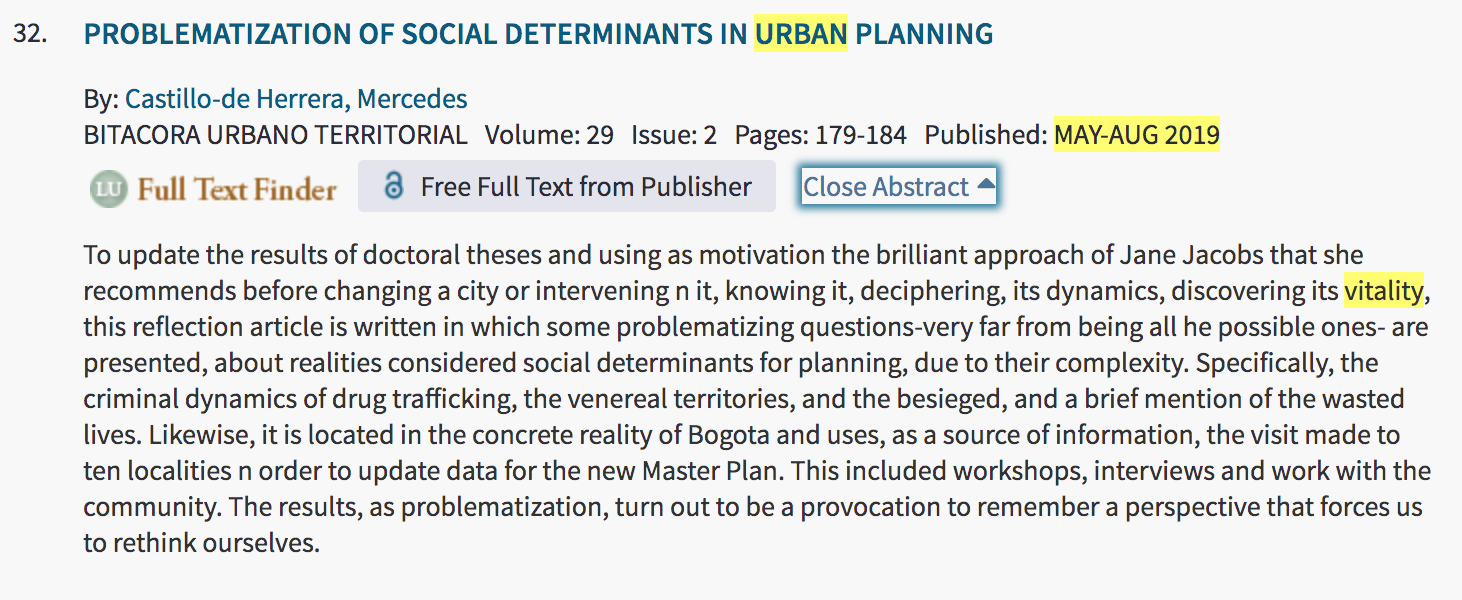 32. PROBLEMATIZATION OF SOCIAL DETERMINANTS IN URBAN PLANNING
By: Castillo-de Herrera, Mercedes
BITACORA URBANO TERRITORIAL Volume: 29 Issue: 2 Pages: 179-184 Published: MAY-AUG 2019
LU Full Text Finder Free Full Text from Publisher Close Abstract
To update the results of doctoral theses and using as motivation the brilliant approach of Jane Jacobs that she
recommends before changing a city or intervening n it, knowing it, deciphering, its dynamics, discovering its vitality,
this reflection article is written in which some problematizing questions-very far from being all he possible ones- are
presented, about realities considered social determinants for planning, due to their complexity. Specifically, the
criminal dynamics of drug trafficking, the venereal territories, and the besieged, and a brief mention of the wasted
lives. Likewise, it is located in the concrete reality of Bogota and uses, as a source of information, the visit made to
ten localities n order to update data for the new Master Plan. This included workshops, interviews and work with the
community. The results, as problematization, turn out to be a provocation to remember a perspective that forces us
to rethink ourselves.